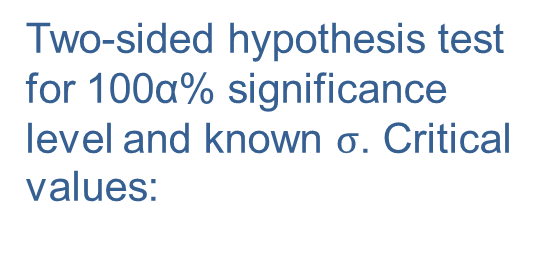 Two-sided hypothesis test
for 100α% significance
level and known σ. Critical
values: